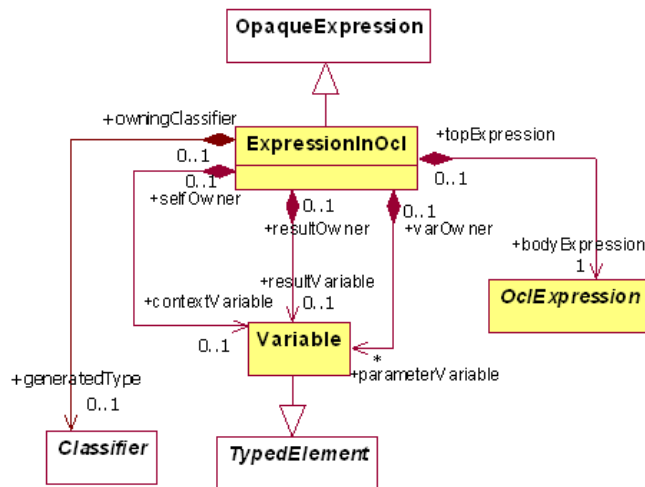 OpaqueExpression
+owningClassifier
+topExpression
ExpressionInOcl
0..1
0..1
0..1
+selfOwner
0..1
0..1
+resultOwner
+varOwner
+bodyExpression
1
+resultVariable
OclExpression
+contextVariable
0..1
Variable
0..1
*
+parameterVariable
+generatedType
0..1
Classifier
TypedElement